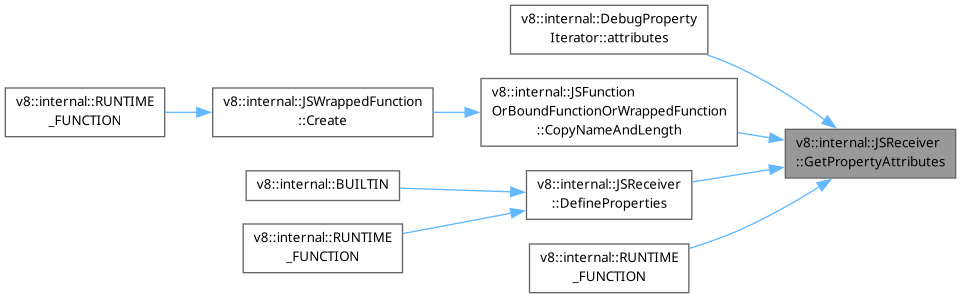 v8::internal::DebugProperty
Iterator::attributes
v8::internal::RUNTIME
_FUNCTION
v8::internal::JSWrappedFunction
::Create
v8::internal::JSFunction
OrBoundFunctionOrWrappedFunction
::CopyNameAndLength
v8::internal::JSReceiver
::GetPropertyAttributes
v8::internal::BUILTIN
v8::internal::JSReceiver
::DefineProperties
v8::internal::RUNTIME
_FUNCTION
v8::internal::RUNTIME
_FUNCTION